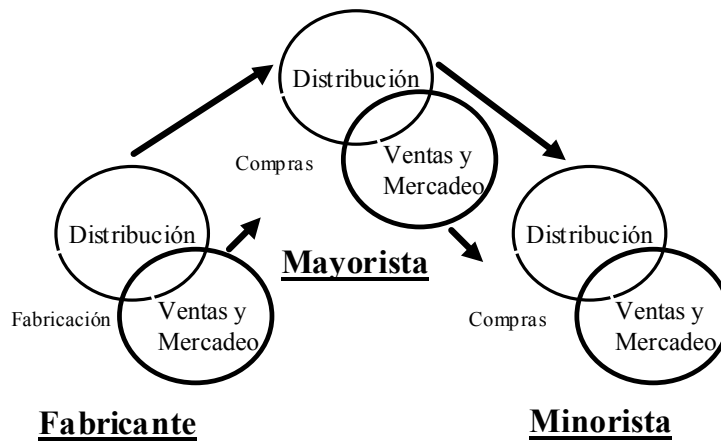 Distribución
Compras
Ventas y
Mercadeo
Mayorista
Distribución
Fabricación
Ventas y
Mercadeo
Fabricante
Distribución
Compras
Ventas y
Mercadeo
Minorista